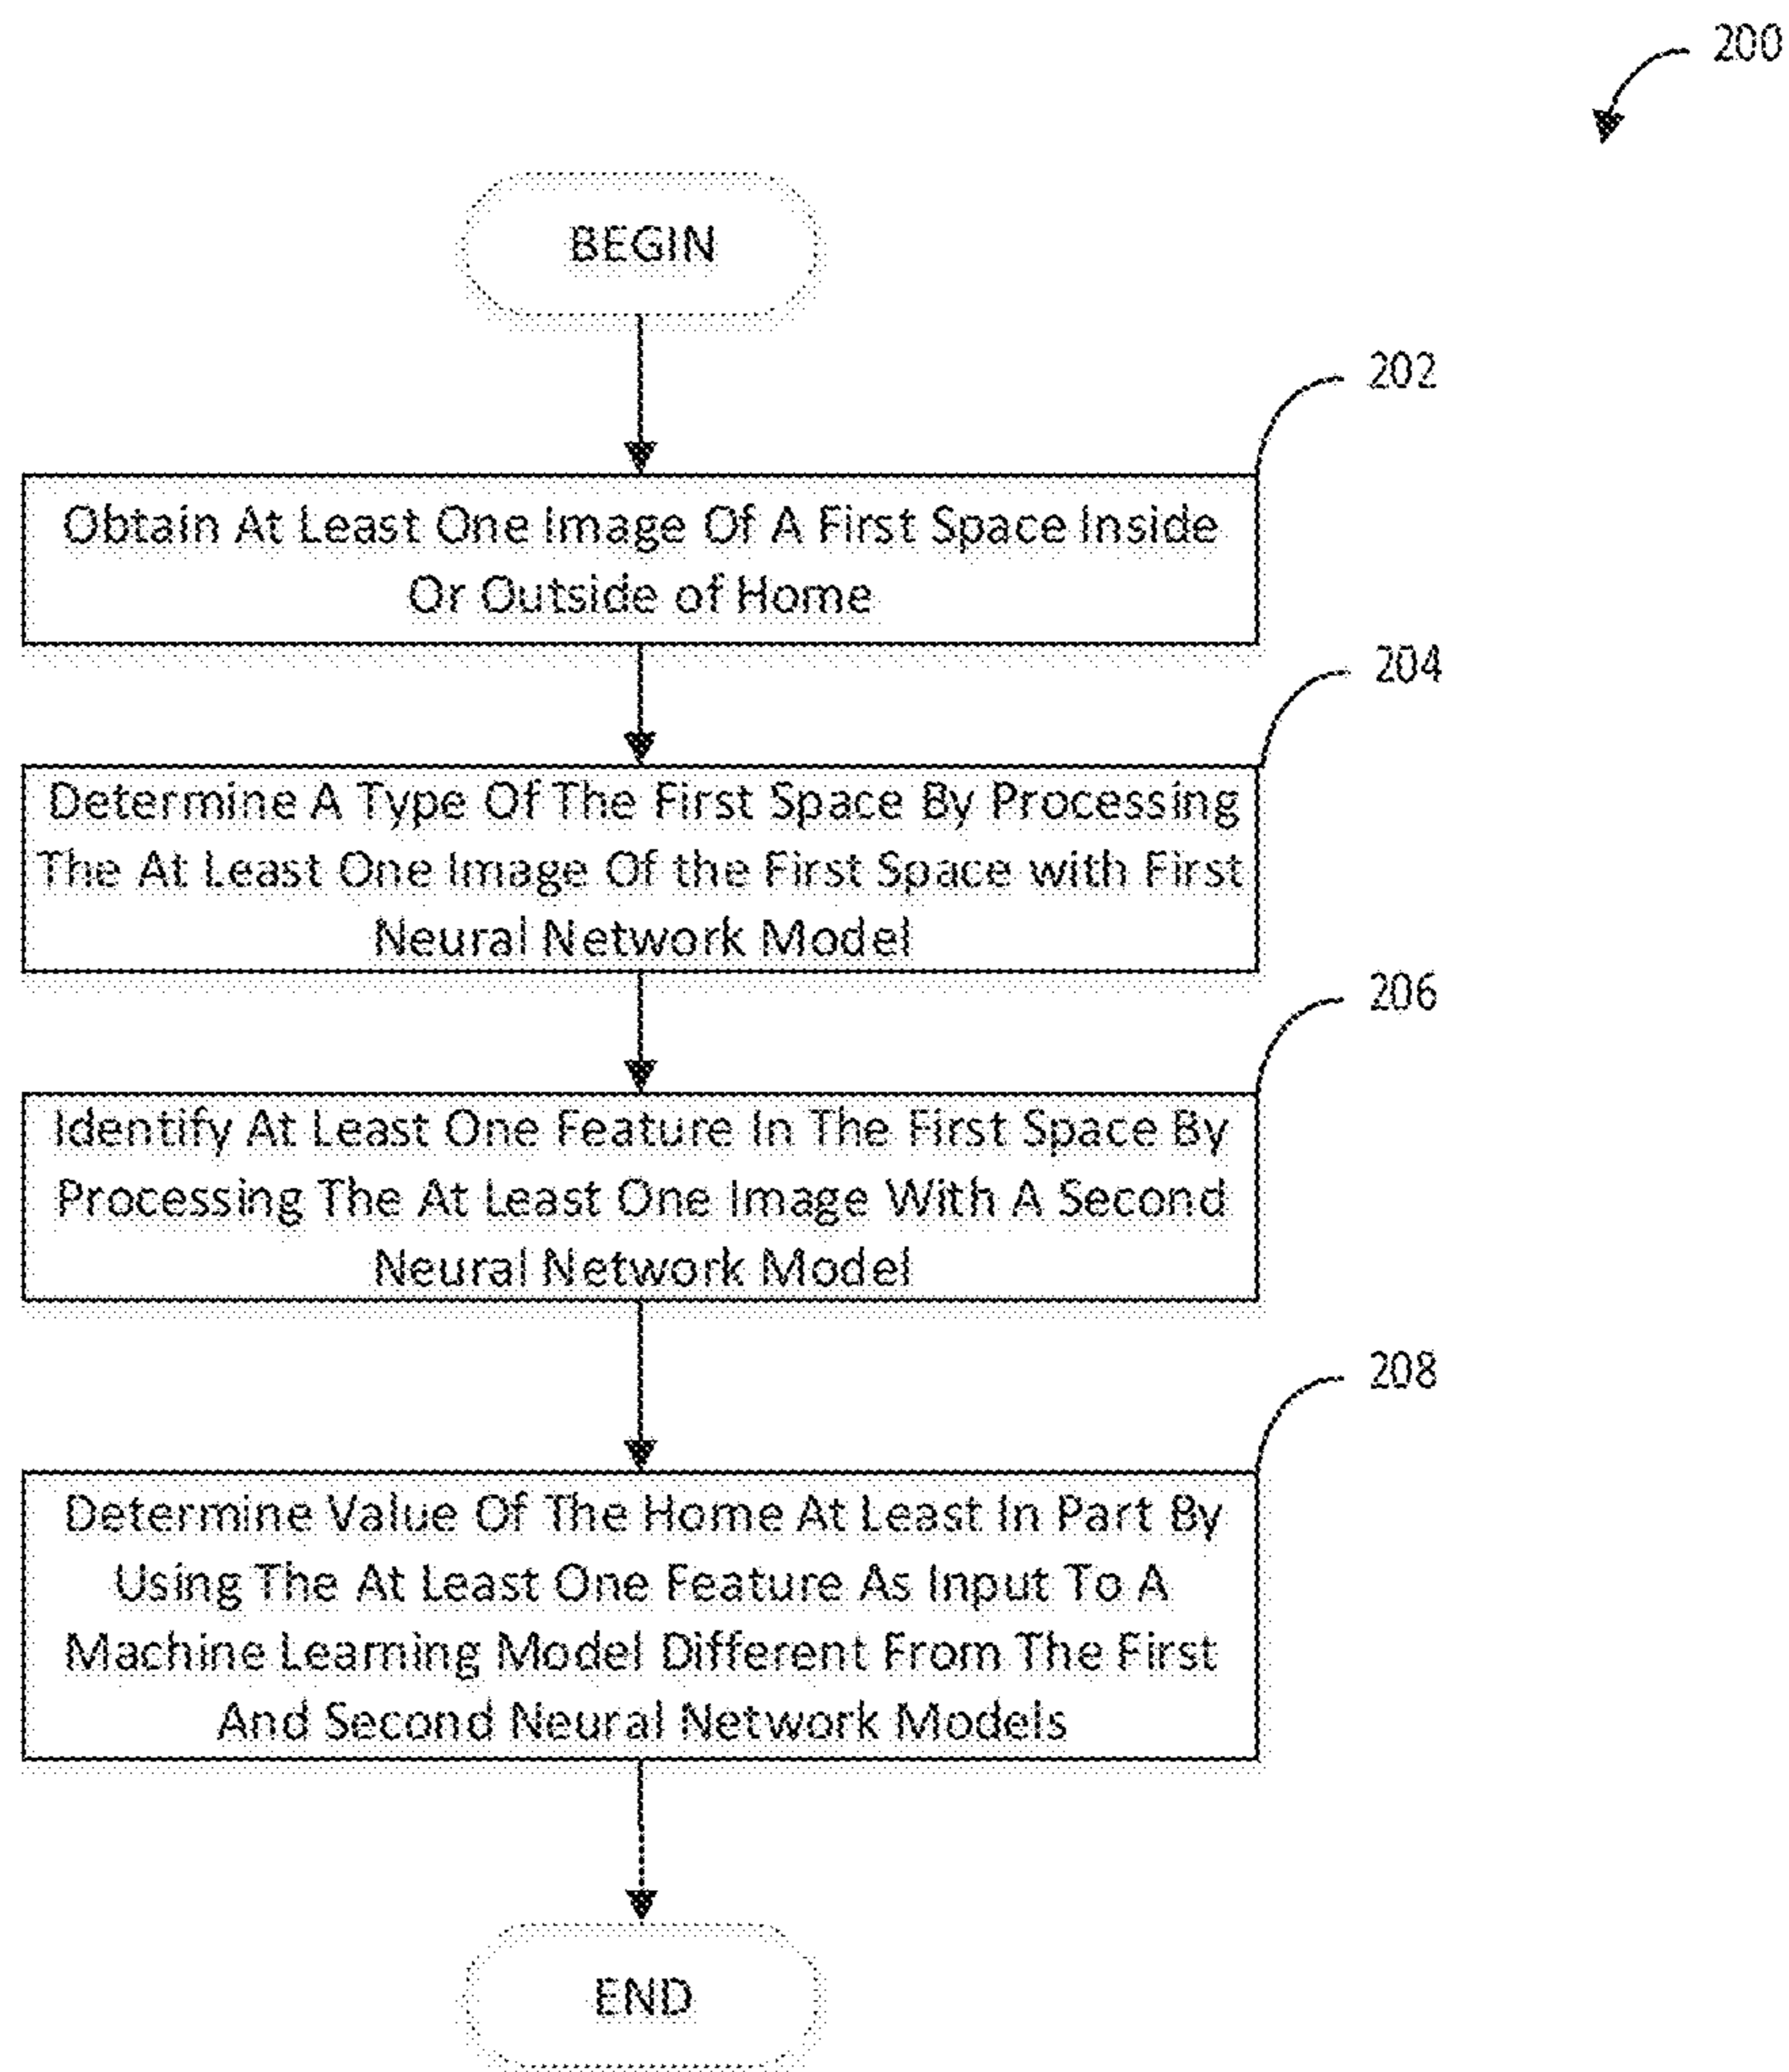 200
BEGIN
202
Obtain At Least One Image Of A First Space Inside
Or Outside of Home
204
Determine A Type Of The First Space By Processing
The At Least One Image Of the First Space with First
Neural Network Model
206
Identify At Least One Feature In The First Space By
Processing The At Least One Image With A Second
Neural Network Model
208
Determine Value Of The Home At Least In Part By
Using The At Least One Feature As Input To A
Machine Learning Model Different From The First
And Second Neural Network Models
END